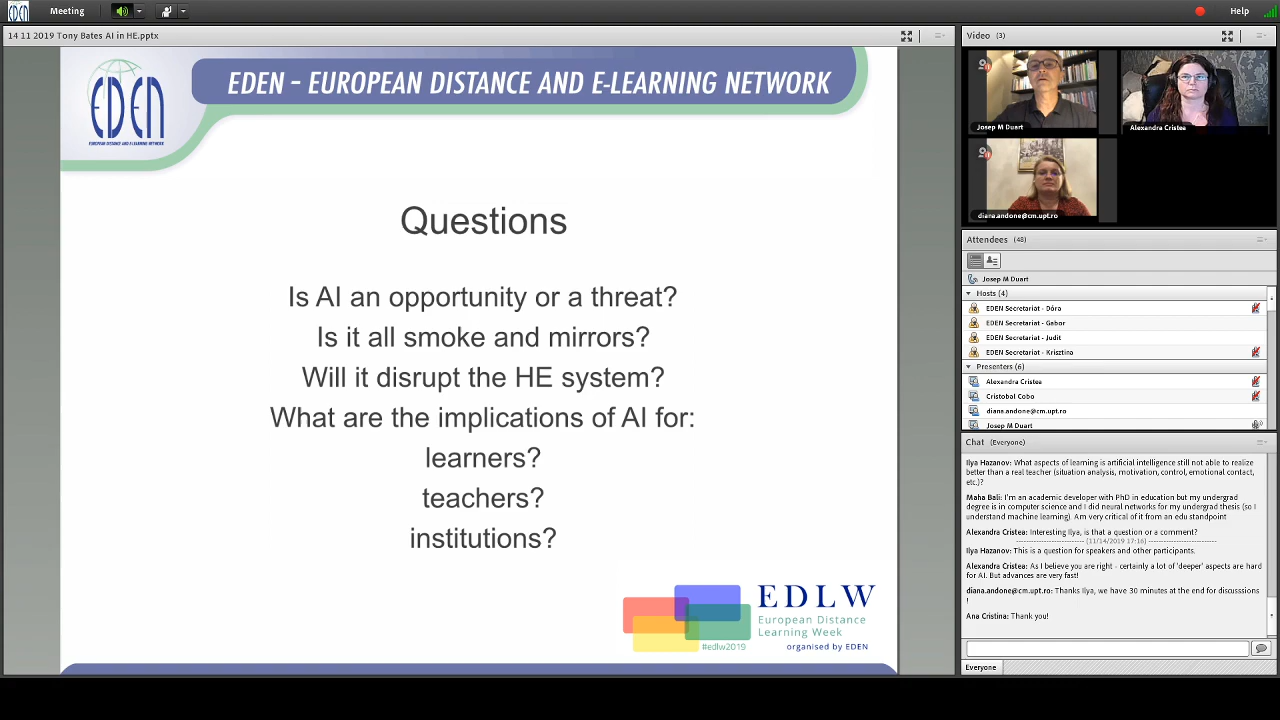 EDEN
Meeting
Help
14 11 2019 Tony Bates AI in HE.pptx
EDEN
EUROPEAN DISTANCE AND E-LEARNING NETWORK
EDEN - EUROPEAN DISTANCE AND E-LEARNING NETWORK
Questions
Is AI an opportunity or a threat?
Is it all smoke and mirrors?
Will it disrupt the HE system?
What are the implications of AI for:
learners?
teachers?
institutions?
EDLW
European Distance
Learning Week
#edlw2019
organised by EDEN
Video (3)
Josep M Duart
Alexandra Cristea
diana.andone@cm.upt.ro
Attendees (48)
Josep M Duart
Hosts (4)
EDEN Secretariat - Dóra
EDEN Secretariat - Gabor
EDEN Secretariat - Judit
EDEN Secretariat - Krisztina
Presenters (6)
Alexandra Cristea
Cristobal Cobo
diana.andone@cm.upt.ro
Josep M Duart
Chat (Everyone)
Ilya Hazanov: What aspects of learning is artificial intelligence still not able to realize
better than a real teacher (situation analysis, motivation, control, emotional contact,
etc.)?
Maha Bali: I'm an academic developer with PhD in education but my undergrad
degree is in computer science and I did neural networks for my undergrad thesis (so I
understand machine learning). Am very critical of it from an edu standpoint
Alexandra Cristea: Interesting Ilya, is that a question or a comment?
------------------------- (11/14/2019 17:16) -------------------------
Ilya Hazanov: This is a question for speakers and other participants.
Alexandra Cristea: As I believe you are right - certainly a lot of 'deeper' aspects are hard
for AI. But advances are very fast!
diana.andone@cm.upt.ro: Thanks Ilya, we have 30 minutes at the end for discusssions
!
Ana Cristina: Thank you!
Everyone